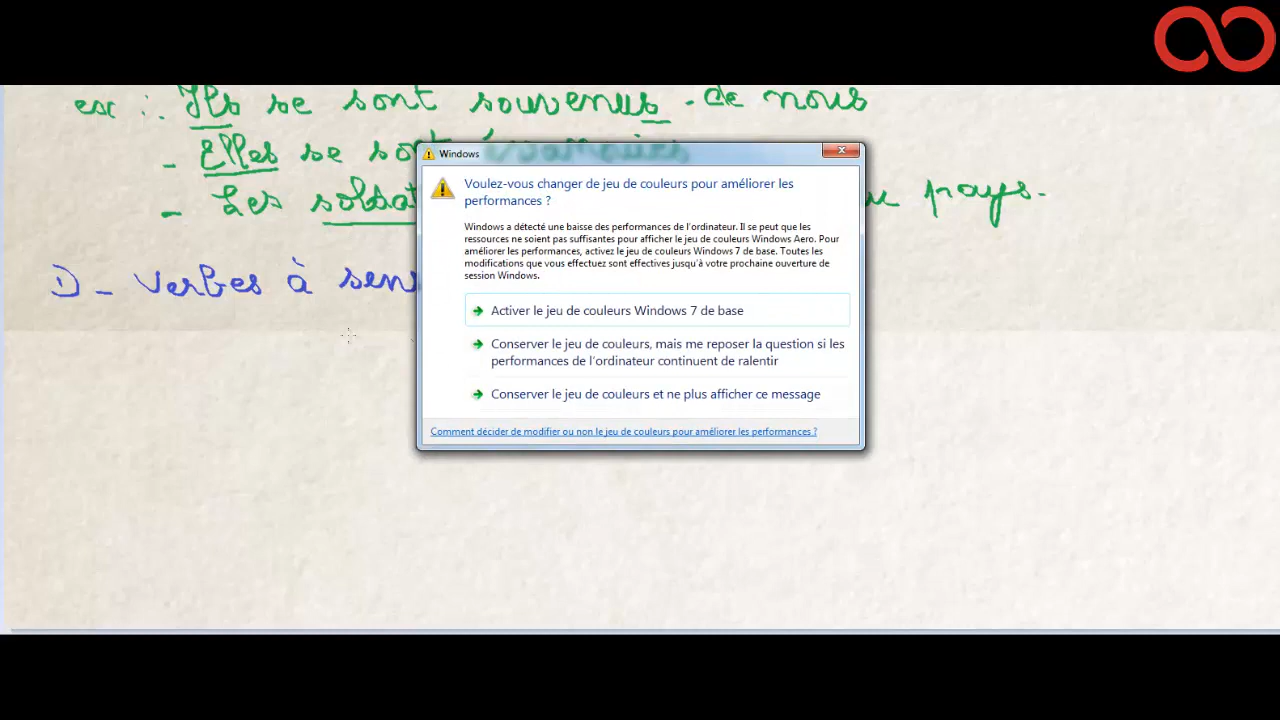 ex : Ils se sont souvenus de nous
- Elles se
- Les pays.
D - Verbes à sens
Windows
Voulez-vous changer de jeu de couleurs pour améliorer les
performances ?
Windows a détecté une baisse des performances de l'ordinateur. Il se peut que les
ressources ne soient pas suffisantes pour afficher le jeu de couleurs Windows Aero. Pour
améliorer les performances, activez le jeu de couleurs Windows 7 de base. Toutes les
modifications que vous effectuez sont effectives jusqu'à votre prochaine ouverture de
session Windows.
Activer le jeu de couleurs Windows 7 de base
Conserver le jeu de couleurs, mais me reposer la question si les
performances de l'ordinateur continuent de ralentir
Conserver le jeu de couleurs et ne plus afficher ce message
Comment décider de modifier ou non le jeu de couleurs pour améliorer les performances ?